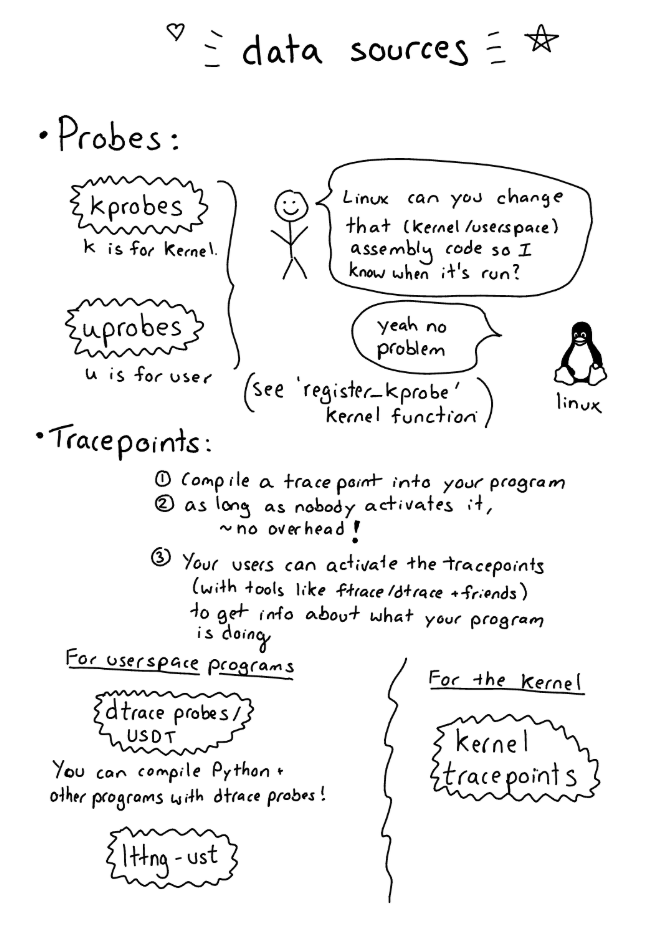 data sources
• Probes:
kprobes
k is for kernel.
uprobes
u is for user
Linux can you change
that (kernel/userspace)
assembly code so I
know when it's run?
yeah no
problem
linux
(see 'register_kprobe'
kernel function)
• Tracepoints:
① Compile a tracepoint into your program
② as long as nobody activates it,
~no overhead!
③ Your users can activate the tracepoints
(with tools like ftrace/dtrace + friends)
to get info about what your program
is doing
For userspace programs
dtrace probes/
USDT
You can compile Python +
other programs with dtrace probes!
lttng-ust
For the kernel
kernel
tracepoints